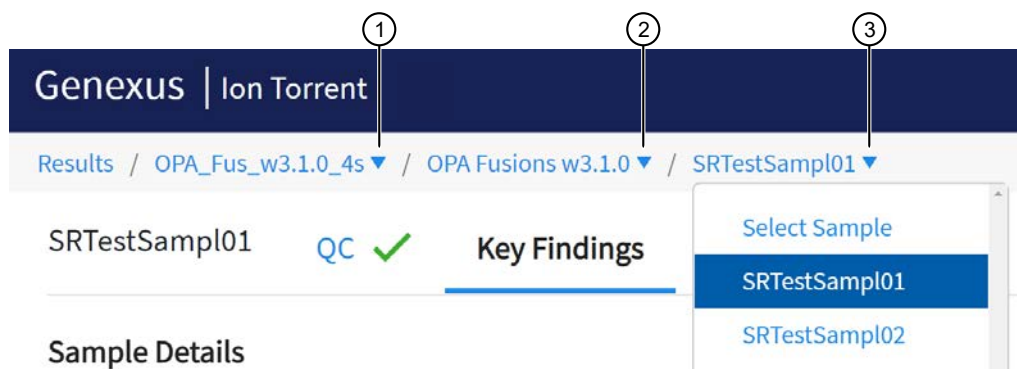 1 2 3
Genexus | Ion Torrent
Results / OPA_Fus_w3.1.0_4s ▼ / OPA Fusions w3.1.0 ▼ / SRTestSampl01 ▼
SRTestSampl01 QC ✓ Key Findings
Select Sample
SRTestSampl01
SRTestSampl02
Sample Details